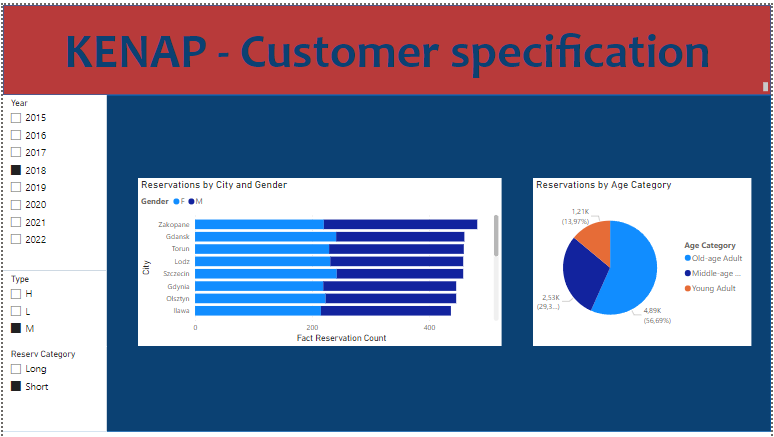 KENAP - Customer specification
Year
2015
2016
2017
2018
2019
2020
2021
2022
Type
H
L
M
Reserv Category
Long
Short
Reservations by City and Gender
Gender F M
City
Zakopane
Gdansk
Torun
Lodz
Szczecin
Gdynia
Olsztyn
Ilawa
0 200 400
Fact Reservation Count
Reservations by Age Category
1,21K
(13,97%)
2,53K
(29,3...)
4,89K
(56,69%)
Age Category
Old-age Adult
Middle-age ...
Young Adult